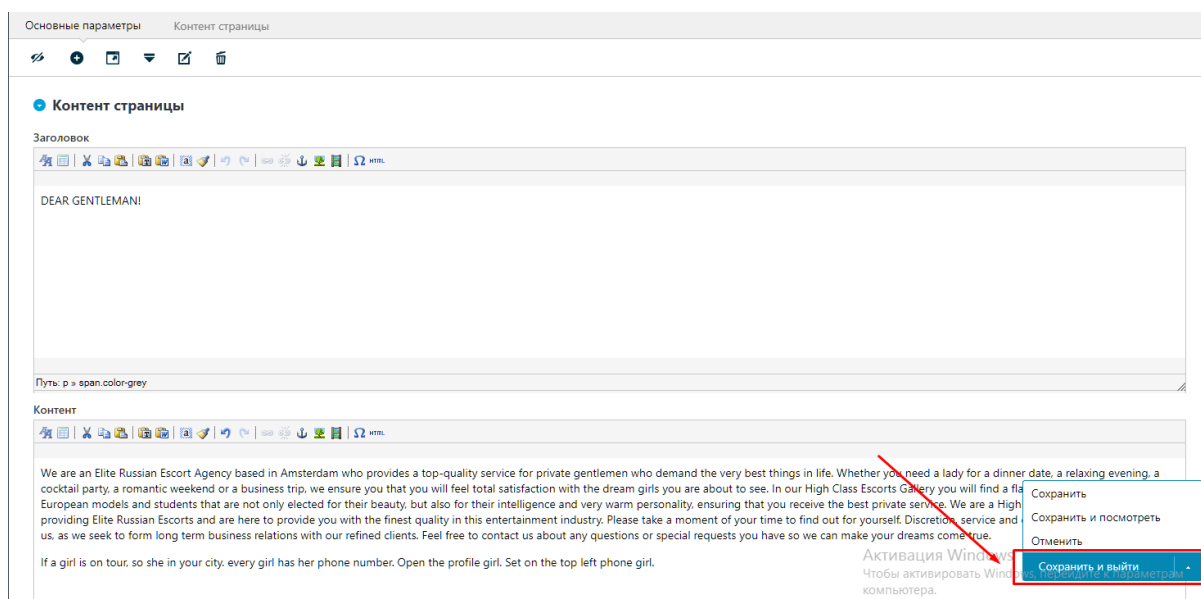 Основные параметры Контент страницы
Контент страницы
Заголовок
HTML
DEAR GENTLEMAN!
Путь: p » span.color-grey
Контент
HTML
We are an Elite Russian Escort Agency based in Amsterdam who provides a top-quality service for private gentlemen who demand the very best things in life. Whether you need a lady for a dinner date, a relaxing evening, a
cocktail party, a romantic weekend or a business trip, we ensure you that you will feel total satisfaction with the dream girls you are about to see. In our High Class Escorts Gallery you will find a
European models and students that are not only elected for their beauty, but also for their intelligence and very warm personality, ensuring that you receive the best private service. We are a High
providing Elite Russian Escorts and are here to provide you with the finest quality in this entertainment industry. Please take a moment of your time to find out for yourself. Discretion, service and
us, as we seek to form long term business relations with our refined clients. Feel free to contact us about any questions or special requests you have so we can make your dreams come true.
If a girl is on tour, so she in your city. every girl has her phone number. Open the profile girl. Set on the top left phone girl.
Сохранить
Сохранить и посмотреть
Отменить
Сохранить и выйти
Активация Windows
Чтобы активировать Windows, перейдите к параметрам
компьютера.